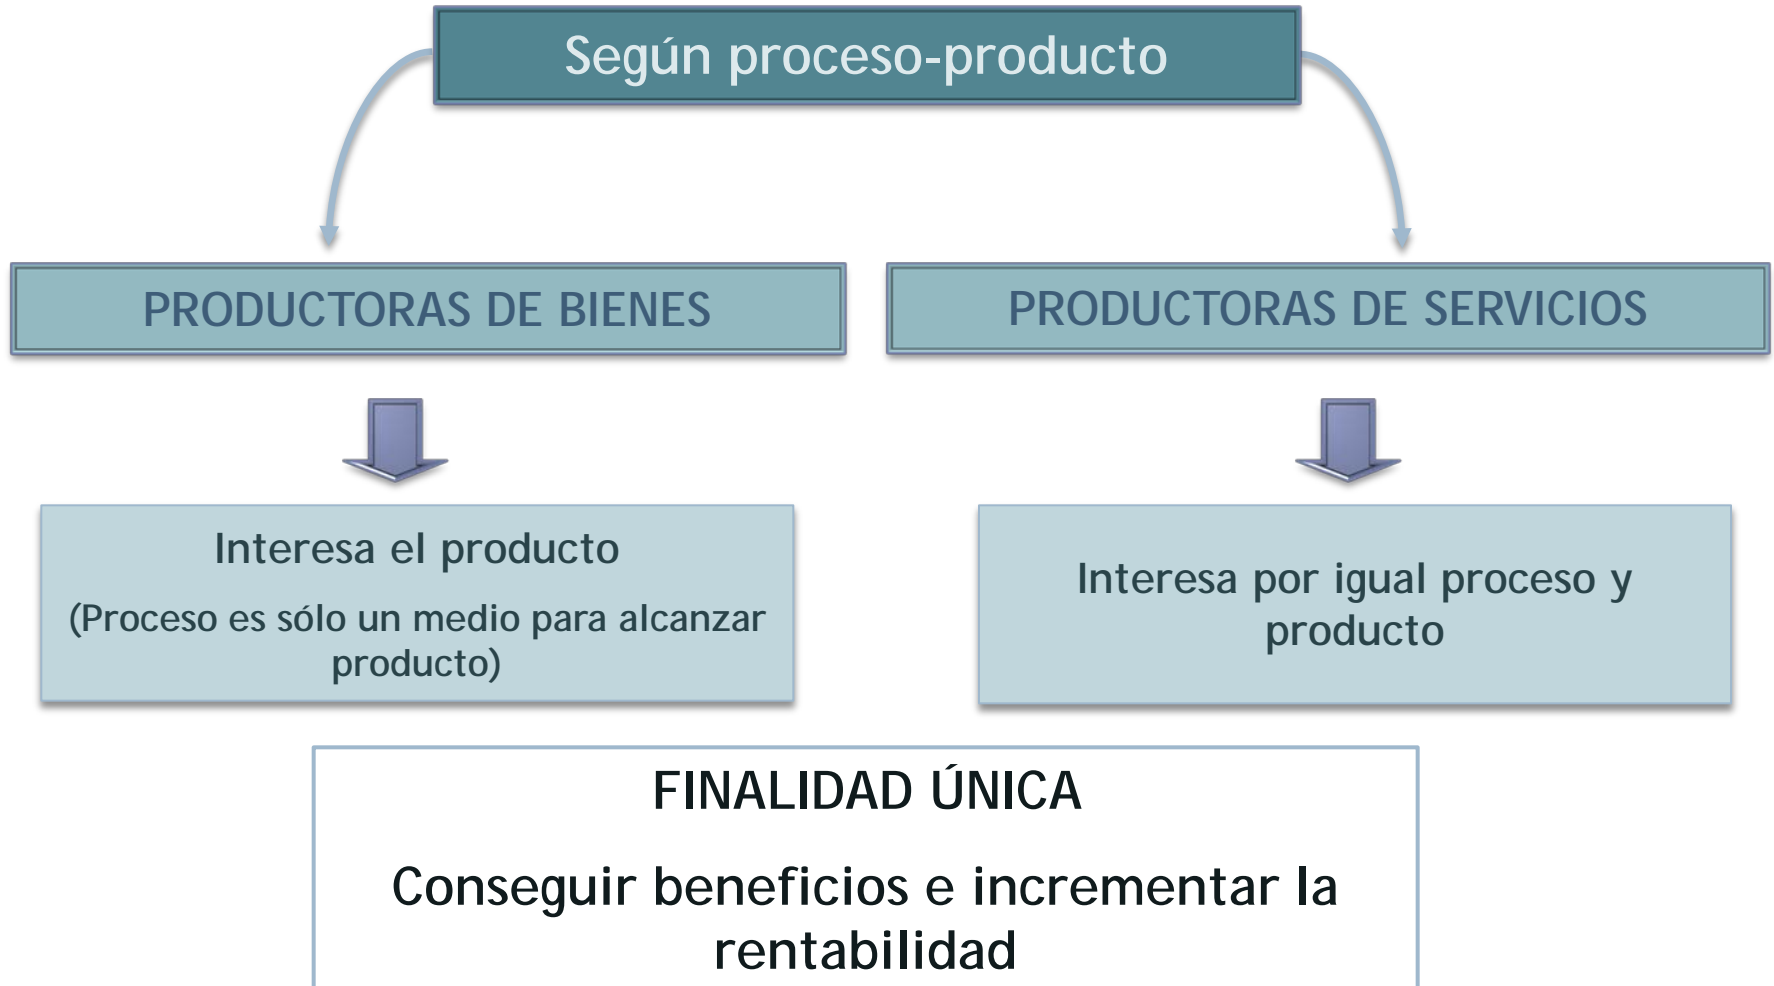 Según proceso-producto
PRODUCTORAS DE BIENES
PRODUCTORAS DE SERVICIOS
Interesa el producto
(Proceso es sólo un medio para alcanzar
producto)
Interesa por igual proceso y
producto
FINALIDAD ÚNICA
Conseguir beneficios e incrementar la
rentabilidad